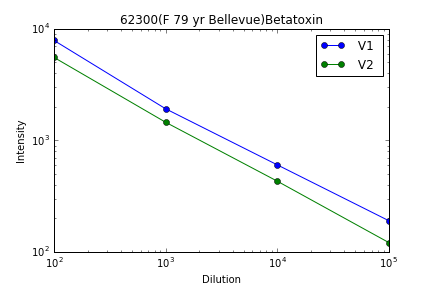 62300(F 79 yr Bellevue)Betatoxin
10^4
10^3
10^2
Intensity
V1
V2
10^2 10^3 10^4 10^5
Dilution